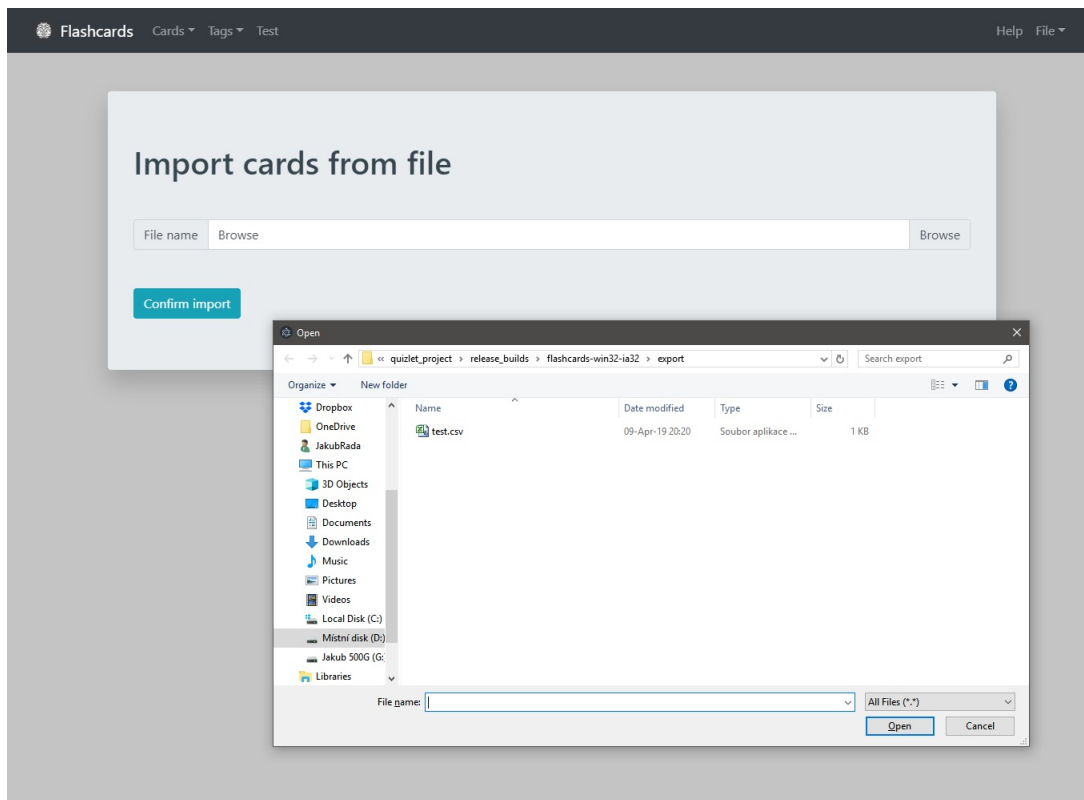 Flashcards Cards Tags Test Help File
Import cards from file
File name Browse Browse
Confirm import
Open
« quizlet_project › release_builds › flashcards-win32-ia32 › export Search export
Organize New folder
Name Date modified Type Size
test.csv 09-Apr-19 20:20 Soubor aplikace ... 1 KB
Dropbox
OneDrive
JakubRada
This PC
3D Objects
Desktop
Documents
Downloads
Music
Pictures
Videos
Local Disk (C:)
Místní disk (D:)
Jakub 500G (G:
Libraries
File name: All Files (*.*)
Open Cancel